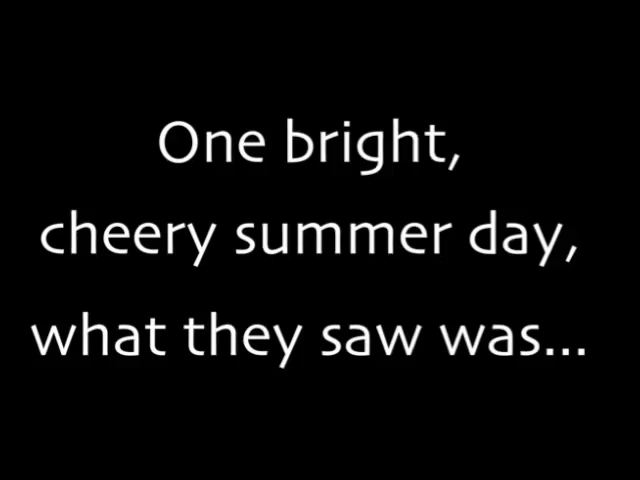 One bright,
cheery summer day,
what they saw was...